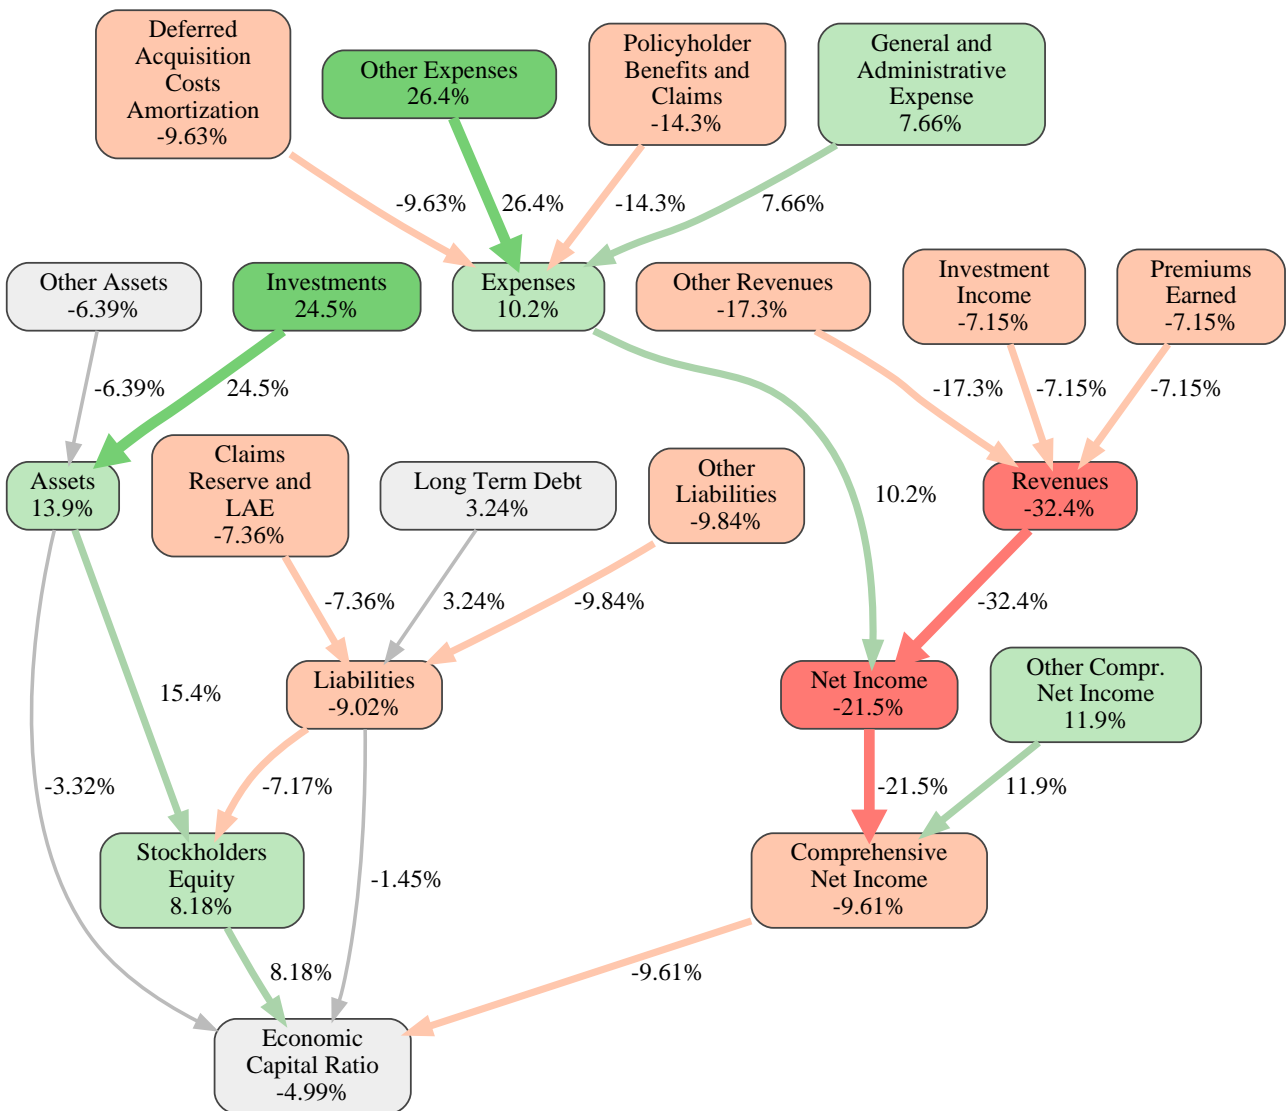 Deferred
Acquisition
Costs
Amortization
-9.63%
Other Expenses
26.4%
Policyholder
Benefits and
Claims
-14.3%
General and
Administrative
Expense
7.66%
-9.63%
26.4%
-14.3%
7.66%
Other Assets
-6.39%
Investments
24.5%
Expenses
10.2%
Other Revenues
-17.3%
Investment
Income
-7.15%
Premiums
Earned
-7.15%
-6.39%
24.5%
-17.3%
-7.15%
-7.15%
Assets
13.9%
Claims
Reserve and
LAE
-7.36%
Long Term Debt
3.24%
Other
Liabilities
-9.84%
10.2%
Revenues
-32.4%
-7.36%
3.24%
-9.84%
-32.4%
15.4%
Liabilities
-9.02%
Net Income
-21.5%
Other Compr.
Net Income
11.9%
-3.32%
-7.17%
-21.5%
11.9%
Stockholders
Equity
8.18%
-1.45%
Comprehensive
Net Income
-9.61%
8.18%
-9.61%
Economic
Capital Ratio
-4.99%